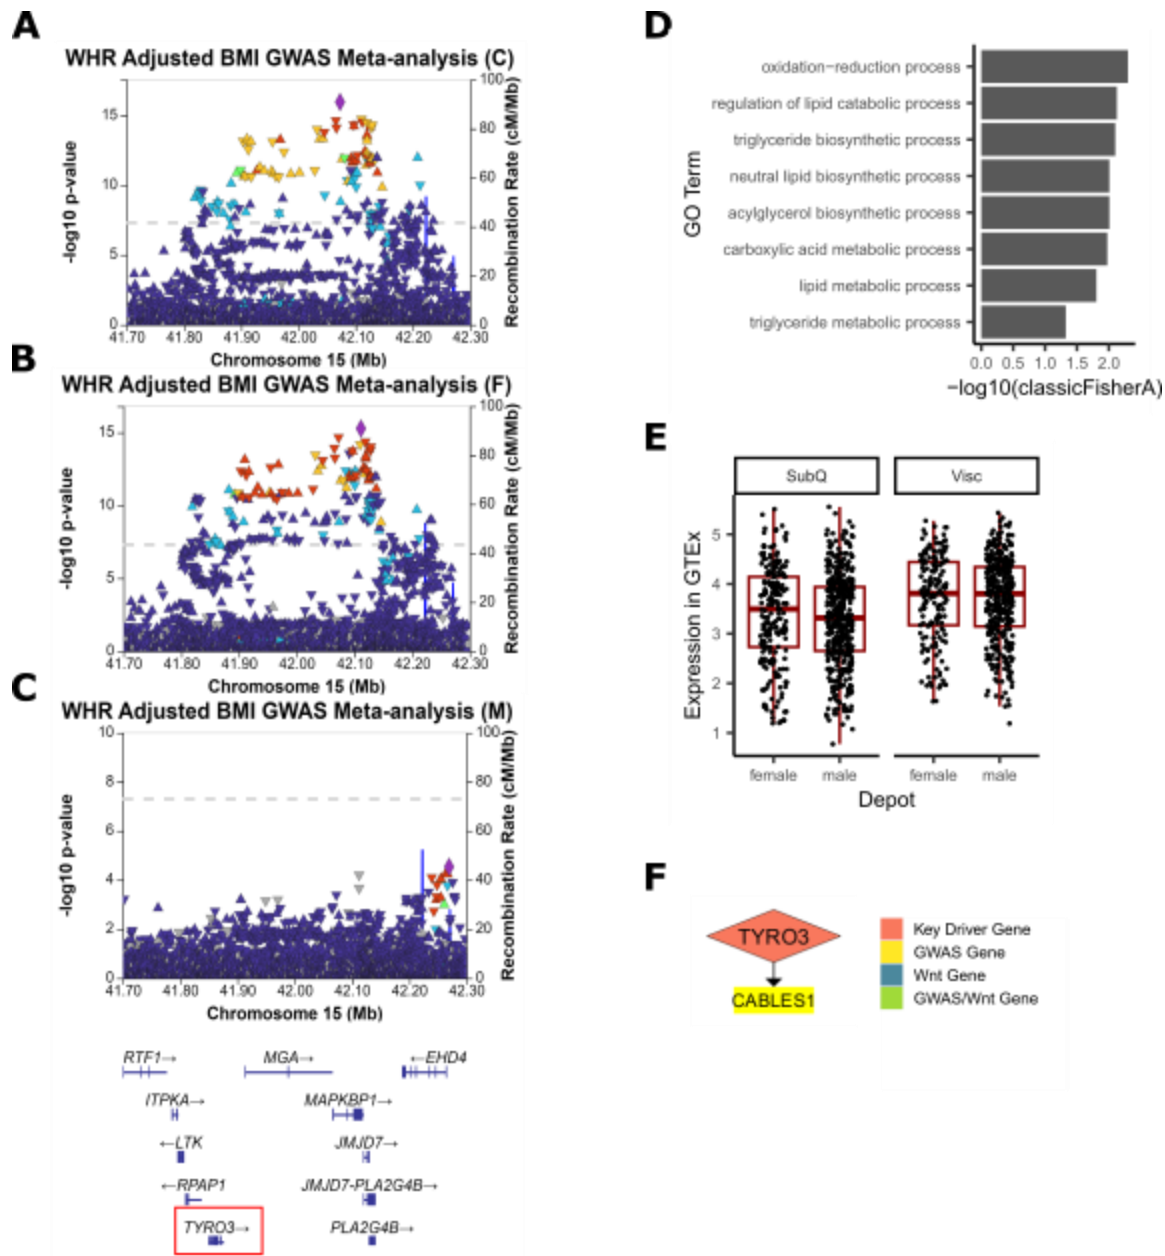 A
WHR Adjusted BMI GWAS Meta-analysis (C)
-log10 p-value
15
10
5
0
Recombination Rate (cM/Mb)
100
80
60
40
20
0
41.70 41.80 41.90 42.00 42.10 42.20 42.30
Chromosome 15 (Mb)
B
WHR Adjusted BMI GWAS Meta-analysis (F)
-log10 p-value
15
10
5
0
Recombination Rate (cM/Mb)
100
80
60
40
20
0
41.70 41.80 41.90 42.00 42.10 42.20 42.30
Chromosome 15 (Mb)
C
WHR Adjusted BMI GWAS Meta-analysis (M)
-log10 p-value
10
8
6
4
2
0
Recombination Rate (cM/Mb)
100
80
60
40
20
0
41.70 41.80 41.90 42.00 42.10 42.20 42.30
Chromosome 15 (Mb)
RTF1→ MGA→ ←EHD4
ITPKA→ MAPKBP1→
←LTK JMJD7→
←RPAP1 JMJD7-PLA2G4B→
TYRO3→ PLA2G4B→
D
GO Term
oxidation−reduction process
regulation of lipid catabolic process
triglyceride biosynthetic process
neutral lipid biosynthetic process
acylglycerol biosynthetic process
carboxylic acid metabolic process
lipid metabolic process
triglyceride metabolic process
0.0 0.5 1.0 1.5 2.0
−log10(classicFisherA)
E
SubQ Visc
Expression in GTEx
5
4
3
2
1
female male female male
Depot
F
TYRO3
CABLES1
Key Driver Gene
GWAS Gene
Wnt Gene
GWAS/Wnt Gene